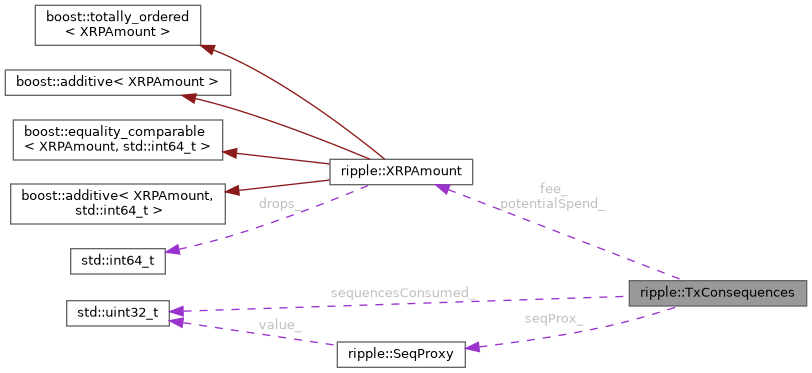 boost::totally_ordered
< XRPAmount >
boost::additive< XRPAmount >
boost::equality_comparable
< XRPAmount, std::int64_t >
ripple::XRPAmount
boost::additive< XRPAmount,
std::int64_t >
fee_
potentialSpend_
drops_
std::int64_t
sequencesConsumed_
ripple::TxConsequences
std::uint32_t
value_
seqProx_
ripple::SeqProxy